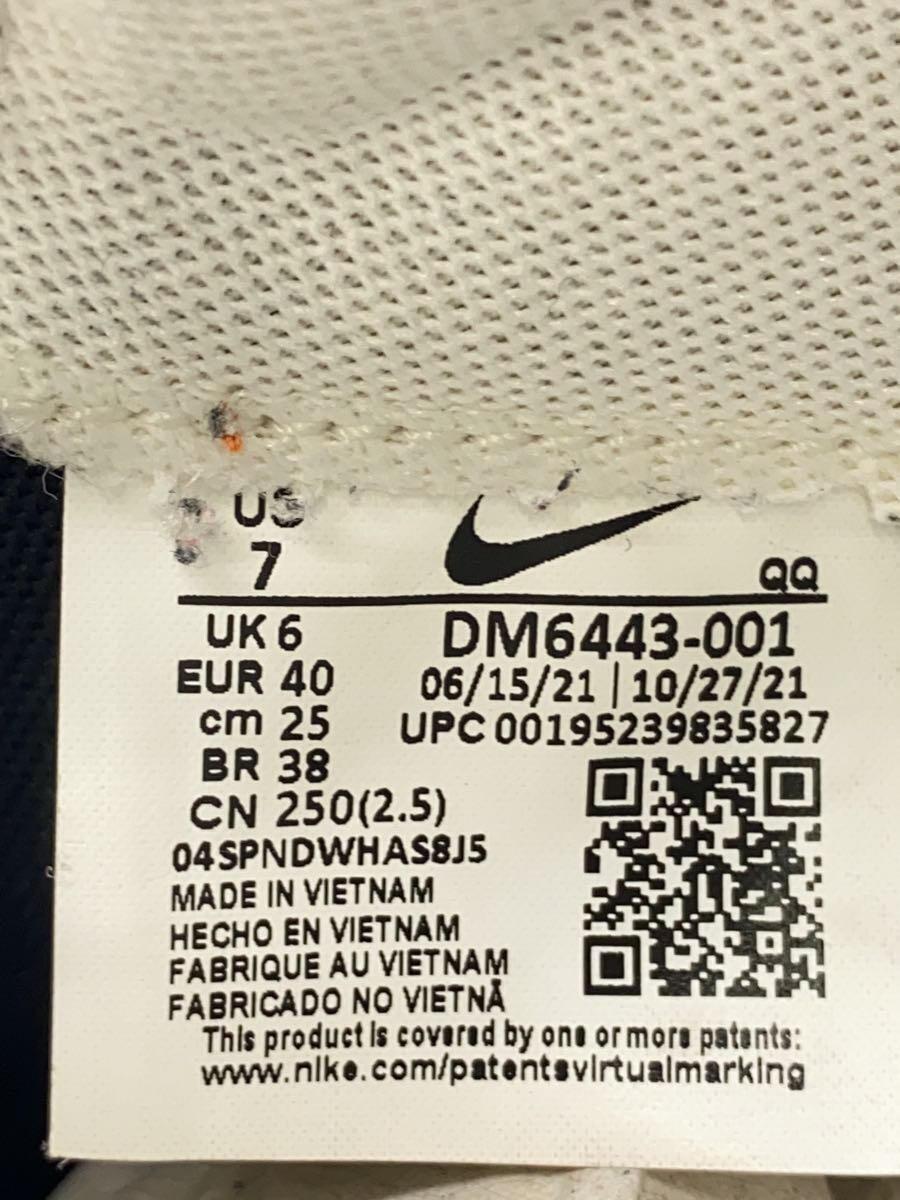 US
7
QQ
UK 6
DM6443-001
EUR 40
06/15/21 | 10/27/21
cm 25
UPC 00195239835827
BR 38
CN 250(2.5)
04SPNDWHAS8J5
MADE IN VIETNAM
HECHO EN VIETNAM
FABRIQUE AU VIETNAM
FABRICADO NO VIETNÃ
This product is covered by one or more patents:
www.nike.com/patentsvirtualmarking